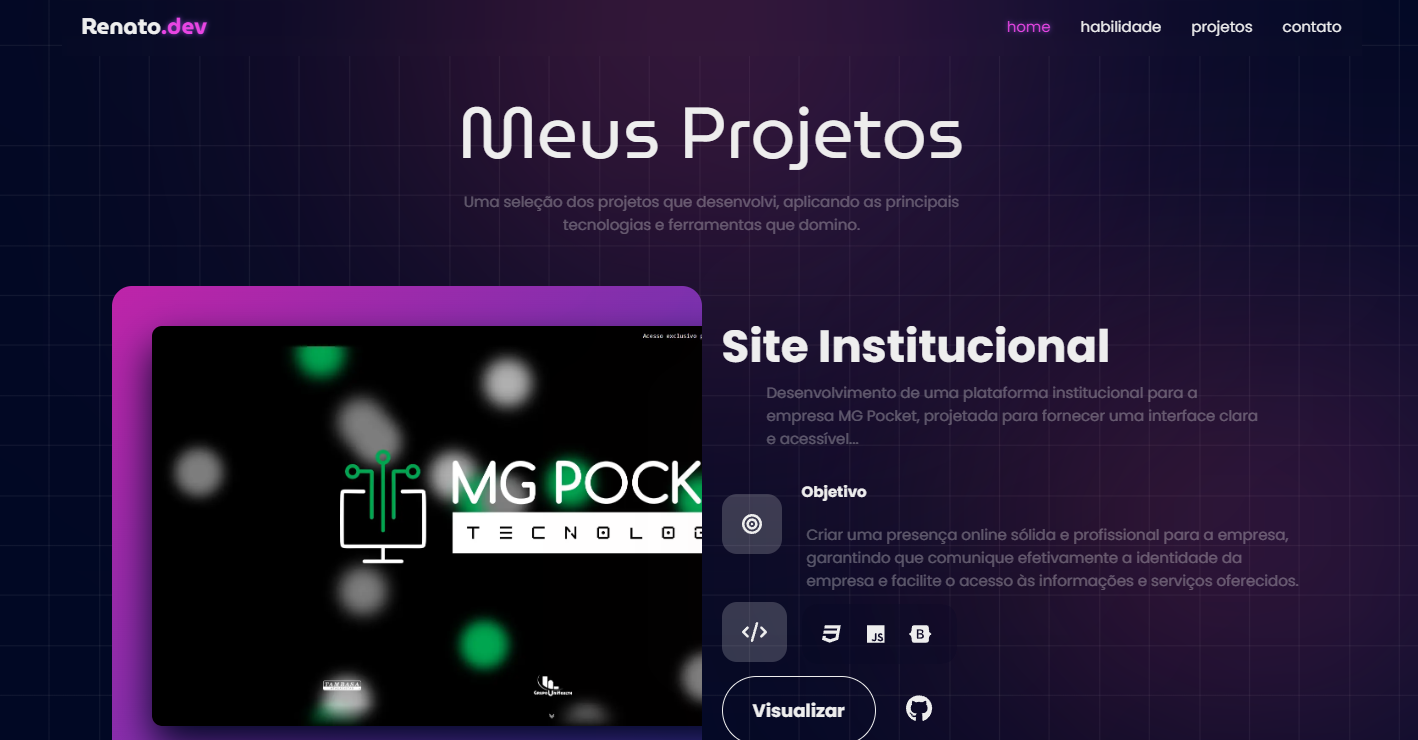 Renato.dev
home habilidade projetos contato
Meus Projetos
Uma seleção dos projetos que desenvolvi, aplicando as principais
tecnologias e ferramentas que domino.
Acesso exclusivo
MG POCK
TECNOLOG
TAMBASA
Site Institucional
Desenvolvimento de uma plataforma institucional para a
empresa MG Pocket, projetada para fornecer uma interface clara
e acessível...
Objetivo
Criar uma presença online sólida e profissional para a empresa,
garantindo que comunique efetivamente a identidade da
empresa e facilite o acesso às informações e serviços oferecidos.
</> JS B
Visualizar